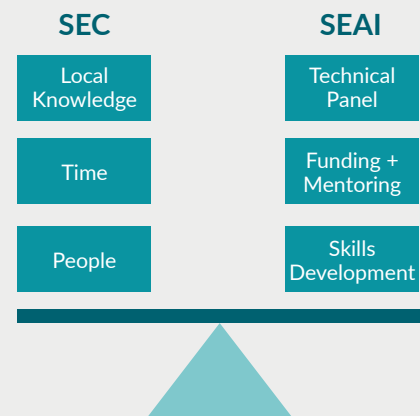 SEC
Local
Knowledge
Time
People
SEAI
Technical
Panel
Funding +
Mentoring
Skills
Development